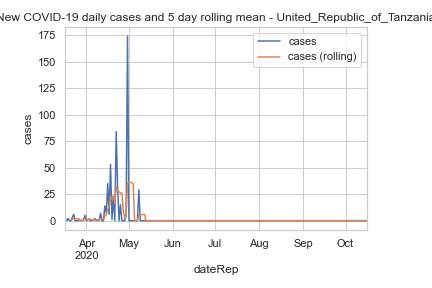 New COVID-19 daily cases and 5 day rolling mean - United_Republic_of_Tanzania
cases
cases (rolling)
175
150
125
100
75
50
25
0
cases
Apr May Jun Jul Aug Sep Oct
2020
dateRep